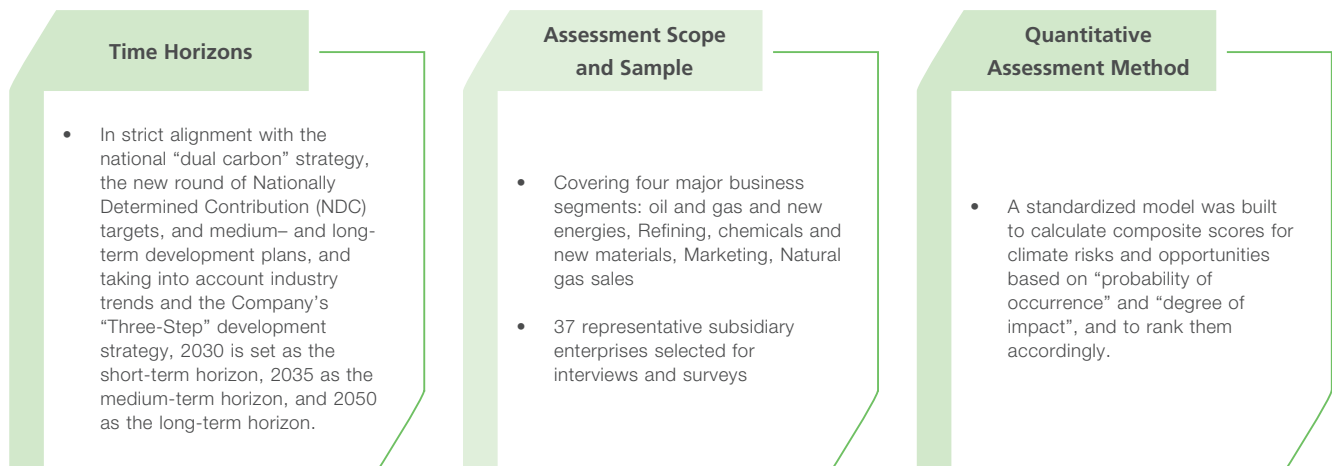 Time Horizons
• In strict alignment with the
national “dual carbon” strategy,
the new round of Nationally
Determined Contribution (NDC)
targets, and medium– and long-
term development plans, and
taking into account industry
trends and the Company’s
“Three-Step” development
strategy, 2030 is set as the
short-term horizon, 2035 as the
medium-term horizon, and 2050
as the long-term horizon.
Assessment Scope
and Sample
• Covering four major business
segments: oil and gas and new
energies, Refining, chemicals and
new materials, Marketing, Natural
gas sales
• 37 representative subsidiary
enterprises selected for
interviews and surveys
Quantitative
Assessment Method
• A standardized model was built
to calculate composite scores for
climate risks and opportunities
based on “probability of
occurrence” and “degree of
impact”, and to rank them
accordingly.